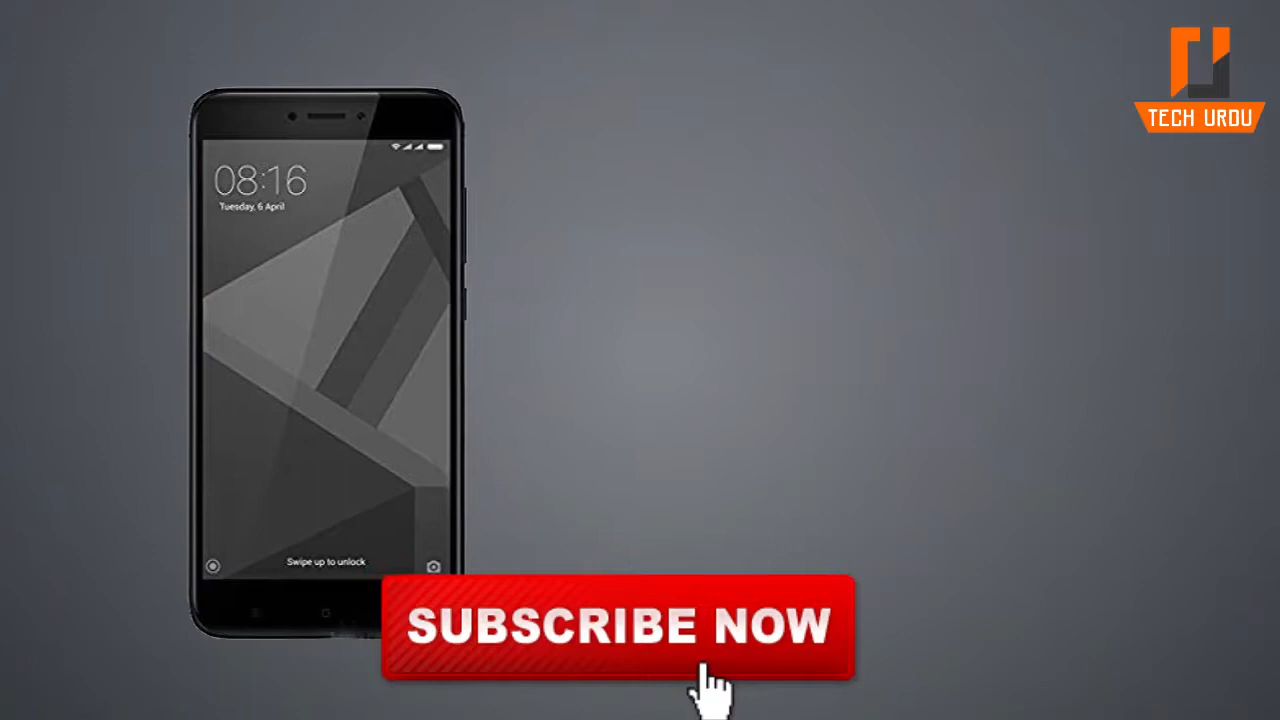 TECH URDU
08:16
Tuesday, 6 April
Swipe up to unlock
SUBSCRIBE NOW